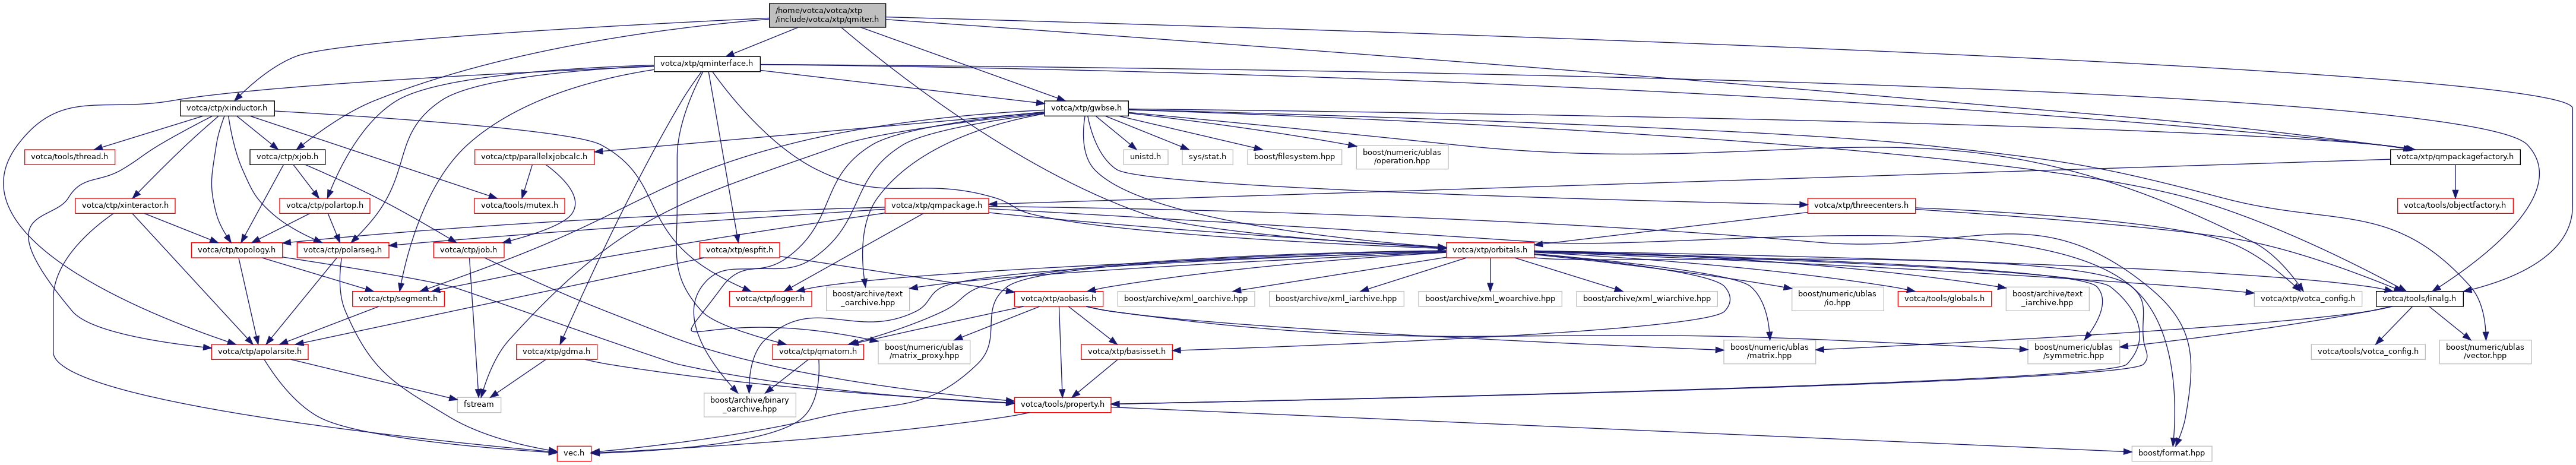 /home/votca/votca/xtp
/include/votca/xtp/qmiter.h
votca/xtp/qminterface.h
votca/ctp/xinductor.h
votca/xtp/gwbse.h
votca/tools/thread.h
votca/ctp/xjob.h
votca/ctp/parallelxjobcalc.h
unistd.h
sys/stat.h
boost/filesystem.hpp
boost/numeric/ublas
/operation.hpp
votca/xtp/qmpackagefactory.h
votca/ctp/xinteractor.h
votca/ctp/polartop.h
votca/tools/mutex.h
votca/xtp/qmpackage.h
votca/xtp/threecenters.h
votca/tools/objectfactory.h
votca/ctp/topology.h
votca/ctp/polarseg.h
votca/ctp/job.h
votca/xtp/espfit.h
votca/xtp/orbitals.h
votca/ctp/segment.h
votca/ctp/logger.h
boost/archive/text
_oarchive.hpp
votca/xtp/aobasis.h
boost/archive/xml_oarchive.hpp
boost/archive/xml_iarchive.hpp
boost/archive/xml_woarchive.hpp
boost/archive/xml_wiarchive.hpp
boost/numeric/ublas
/io.hpp
votca/tools/globals.h
boost/archive/text
_iarchive.hpp
votca/xtp/votca_config.h
votca/tools/linalg.h
votca/ctp/apolarsite.h
votca/xtp/gdma.h
votca/ctp/qmatom.h
boost/numeric/ublas
/matrix_proxy.hpp
votca/xtp/basisset.h
boost/numeric/ublas
/matrix.hpp
boost/numeric/ublas
/symmetric.hpp
votca/tools/votca_config.h
boost/numeric/ublas
/vector.hpp
fstream
boost/archive/binary
_oarchive.hpp
votca/tools/property.h
vec.h
boost/format.hpp